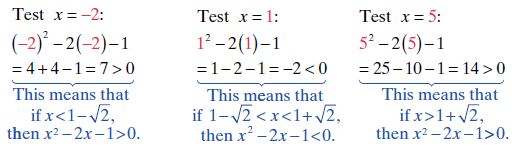 Test x = −2:
(−2)² − 2(−2) − 1
= 4 + 4 − 1 = 7 > 0
This means that
if x < 1 − √2,
then x² − 2x − 1 > 0.
Test x = 1:
1² − 2(1) − 1
= 1 − 2 − 1 = −2 < 0
This means that
if 1 − √2 < x < 1 + √2,
then x² − 2x − 1 < 0.
Test x = 5:
5² − 2(5) − 1
= 25 − 10 − 1 = 14 > 0
This means that
if x > 1 + √2,
then x² − 2x − 1 > 0.